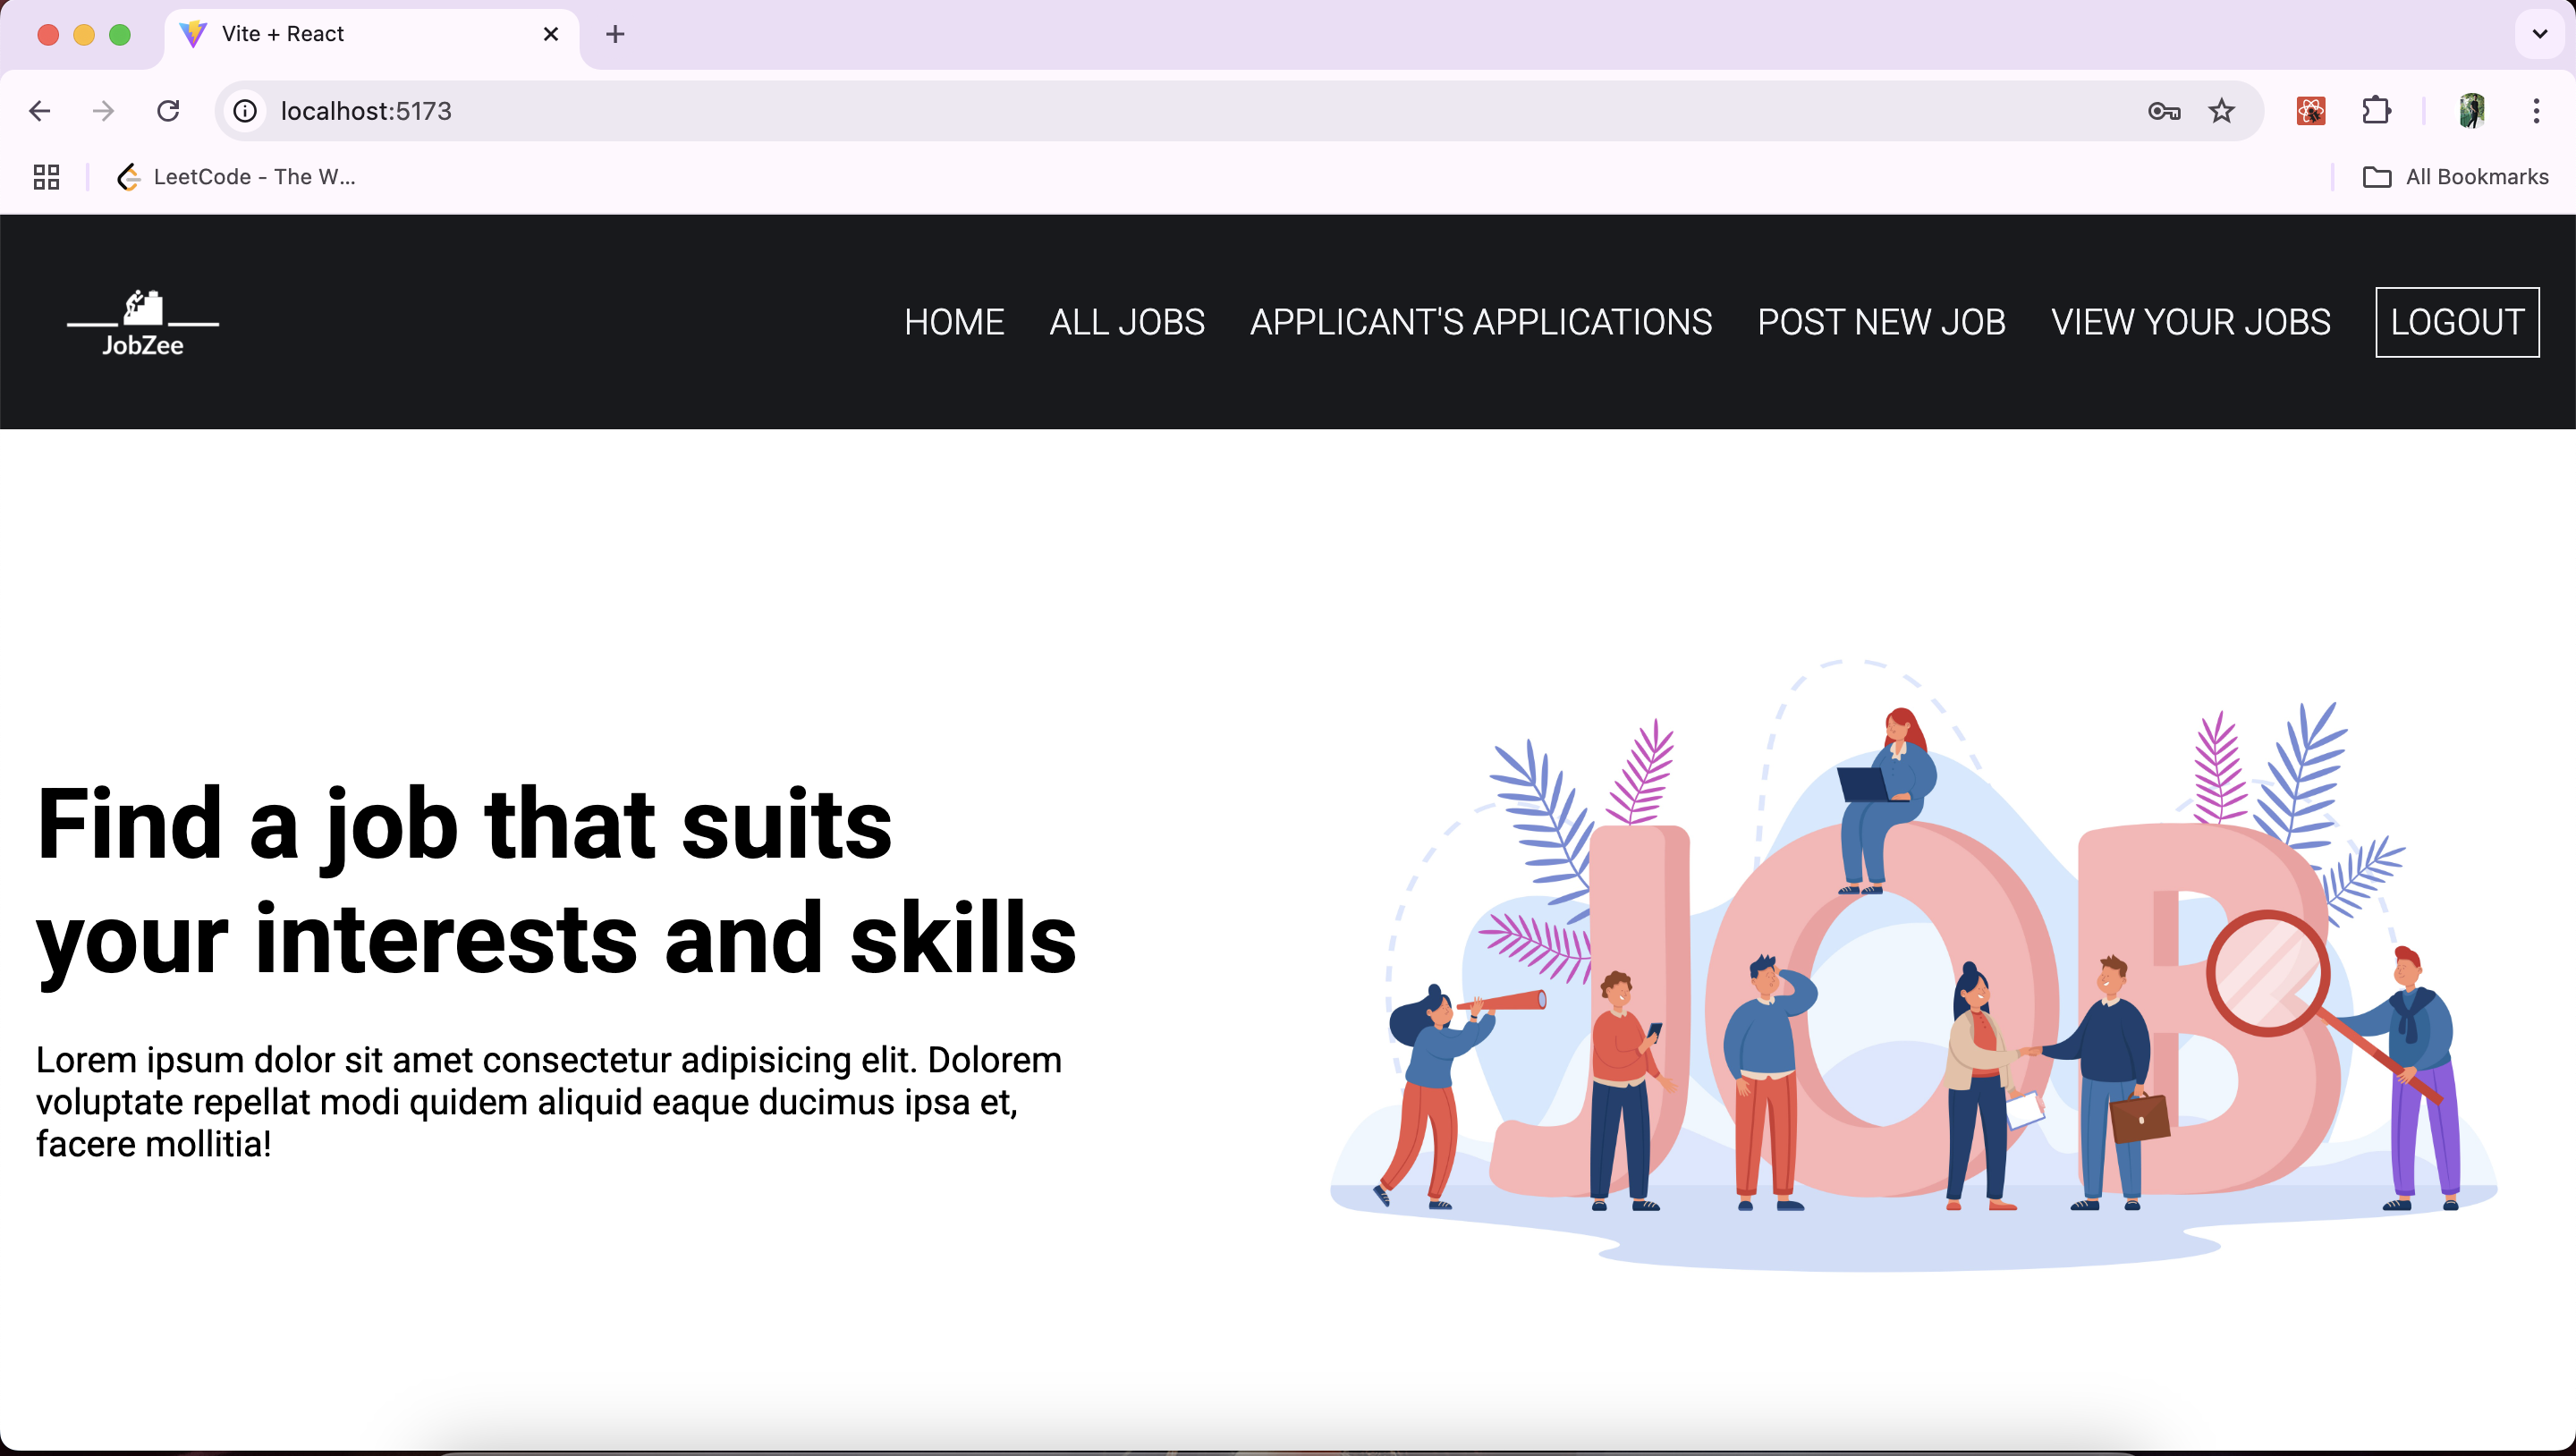 Vite + React
localhost:5173
LeetCode - The W...
All Bookmarks
JobZee
HOME ALL JOBS APPLICANT'S APPLICATIONS POST NEW JOB VIEW YOUR JOBS LOGOUT
Find a job that suits
your interests and skills
Lorem ipsum dolor sit amet consectetur adipisicing elit. Dolorem
voluptate repellat modi quidem aliquid eaque ducimus ipsa et,
facere mollitia!
JOB